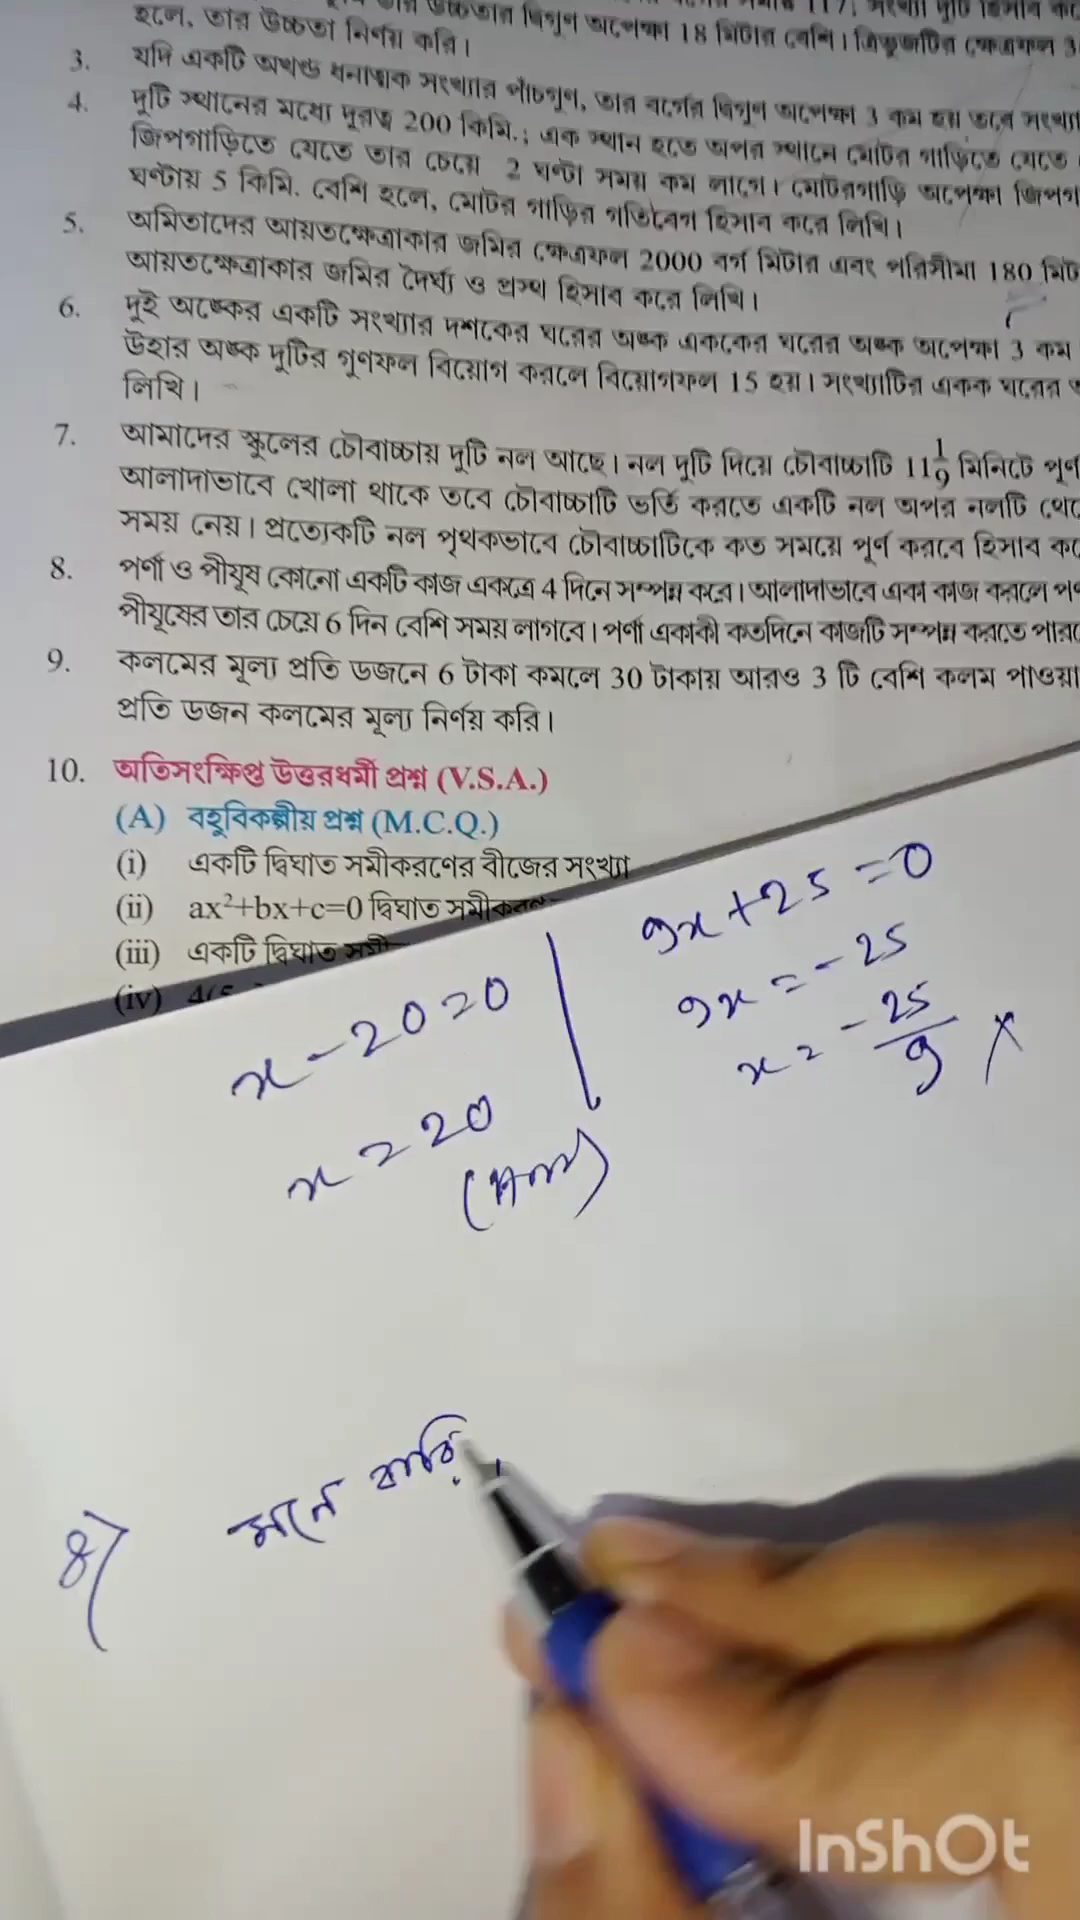 হলে, তার উচ্চতা নির্ণয় করি।
3. যদি একটি অখণ্ড ধনাত্মক সংখ্যার পাঁচগুণ, তার বর্গের দ্বিগুণ অপেক্ষা 3 কম হয় তবে সংখ্যা
4. দুটি স্থানের মধ্যে দূরত্ব 200 কিমি.; এক স্থান হতে অপর স্থানে মোটর গাড়িতে যেতে
জিপগাড়িতে যেতে তার চেয়ে 2 ঘণ্টা সময় কম লাগে। মোটরগাড়ি অপেক্ষা জিপগ
ঘণ্টায় 5 কিমি. বেশি হলে, মোটর গাড়ির গতিবেগ হিসাব করে লিখি।
5. অমিতাদের আয়তক্ষেত্রাকার জমির ক্ষেত্রফল 2000 বর্গ মিটার এবং পরিসীমা 180 মিট
আয়তক্ষেত্রাকার জমির দৈর্ঘ্য ও প্রস্থ হিসাব করে লিখি।
6. দুই অঙ্কের একটি সংখ্যার দশকের ঘরের অঙ্ক এককের ঘরের অঙ্ক অপেক্ষা 3 কম
উহার অঙ্ক দুটির গুণফল বিয়োগ করলে বিয়োগফল 15 হয়। সংখ্যাটির একক ঘরের
লিখি।
7. আমাদের স্কুলের চৌবাচ্চায় দুটি নল আছে। নল দুটি দিয়ে চৌবাচ্চাটি 11 1/9 মিনিটে পূর্ণ
আলাদাভাবে খোলা থাকে তবে চৌবাচ্চাটি ভর্তি করতে একটি নল অপর নলটি থেকে
সময় নেয়। প্রত্যেকটি নল পৃথকভাবে চৌবাচ্চাটিকে কত সময়ে পূর্ণ করবে হিসাব
8. পর্ণা ও পীযূষ কোনো একটি কাজ একত্রে 4 দিনে সম্পন্ন করে। আলাদাভাবে একা কাজ করলে
পীযূষের তার চেয়ে 6 দিন বেশি সময় লাগবে। পর্ণা একাকী কতদিনে কাজটি সম্পন্ন করতে
9. কলমের মূল্য প্রতি ডজনে 6 টাকা কমলে 30 টাকায় আরও 3 টি বেশি কলম পাওয়া
প্রতি ডজন কলমের মূল্য নির্ণয় করি।
10. অতিসংক্ষিপ্ত উত্তরধর্মী প্রশ্ন (V.S.A.)
(A) বহুবিকল্পীয় প্রশ্ন (M.C.Q.)
(i) একটি দ্বিঘাত সমীকরণের বীজের সংখ্যা
(ii) ax²+bx+c=0 দ্বিঘাত সমীকরণ
(iii) একটি দ্বিঘাত
(iv)
x - 20 = 0
x = 20
(Ans)
9x + 25 = 0
9x = - 25
x = - 25/9 ×
8) মনে করি,
InShOt